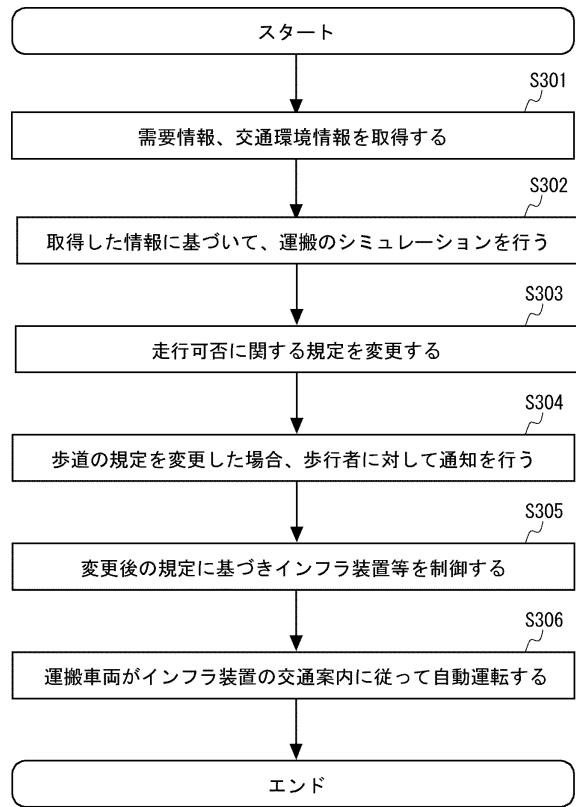 スタート
S301
需要情報、交通環境情報を取得する
S302
取得した情報に基づいて、運搬のシミュレーションを行う
S303
走行可否に関する規定を変更する
S304
歩道の規定を変更した場合、歩行者に対して通知を行う
S305
変更後の規定に基づきインフラ装置等を制御する
S306
運搬車両がインフラ装置の交通案内に従って自動運転する
エンド